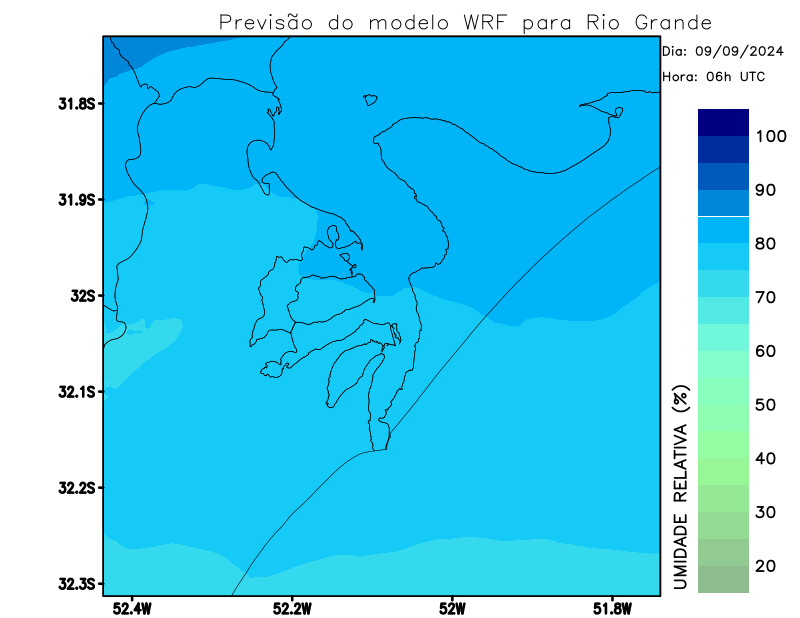 Previsão do modelo WRF para Rio Grande
Dia: 09/09/2024
Hora: 06h UTC
31.8S
31.9S
32S
32.1S
32.2S
32.3S
52.4W
52.2W
52W
51.8W
100
90
80
70
60
50
40
30
20
UMIDADE RELATIVA (%)